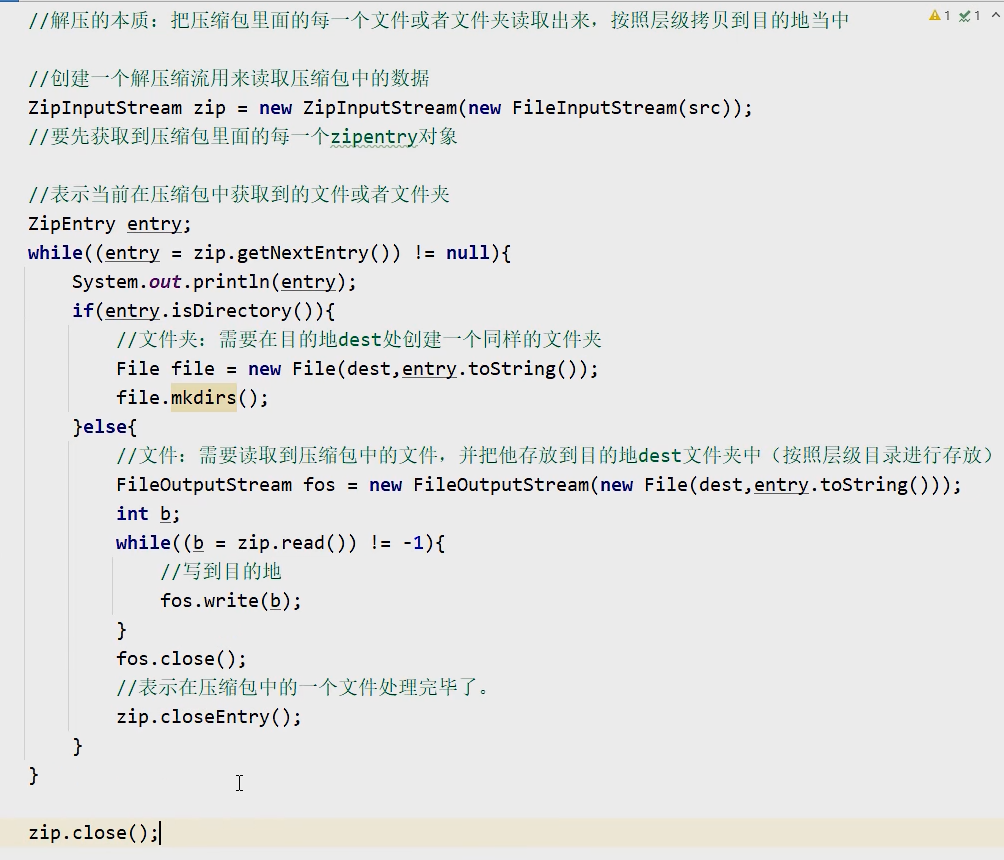 //解压的本质：把压缩包里面的每一个文件或者文件夹读取出来，按照层级拷贝到目的地当中
1 1
//创建一个解压缩流用来读取压缩包中的数据
ZipInputStream zip = new ZipInputStream(new FileInputStream(src));
//要先获取到压缩包里面的每一个zipentry对象
//表示当前在压缩包中获取到的文件或者文件夹
ZipEntry entry;
while((entry = zip.getNextEntry()) != null){
System.out.println(entry);
if(entry.isDirectory()){
//文件夹：需要在目的地dest处创建一个同样的文件夹
File file = new File(dest,entry.toString());
file.mkdirs();
}else{
//文件：需要读取到压缩包中的文件，并把他存放到目的地dest文件夹中（按照层级目录进行存放）
FileOutputStream fos = new FileOutputStream(new File(dest,entry.toString()));
int b;
while((b = zip.read()) != -1){
//写到目的地
fos.write(b);
}
fos.close();
//表示在压缩包中的一个文件处理完毕了。
zip.closeEntry();
}
}
zip.close();